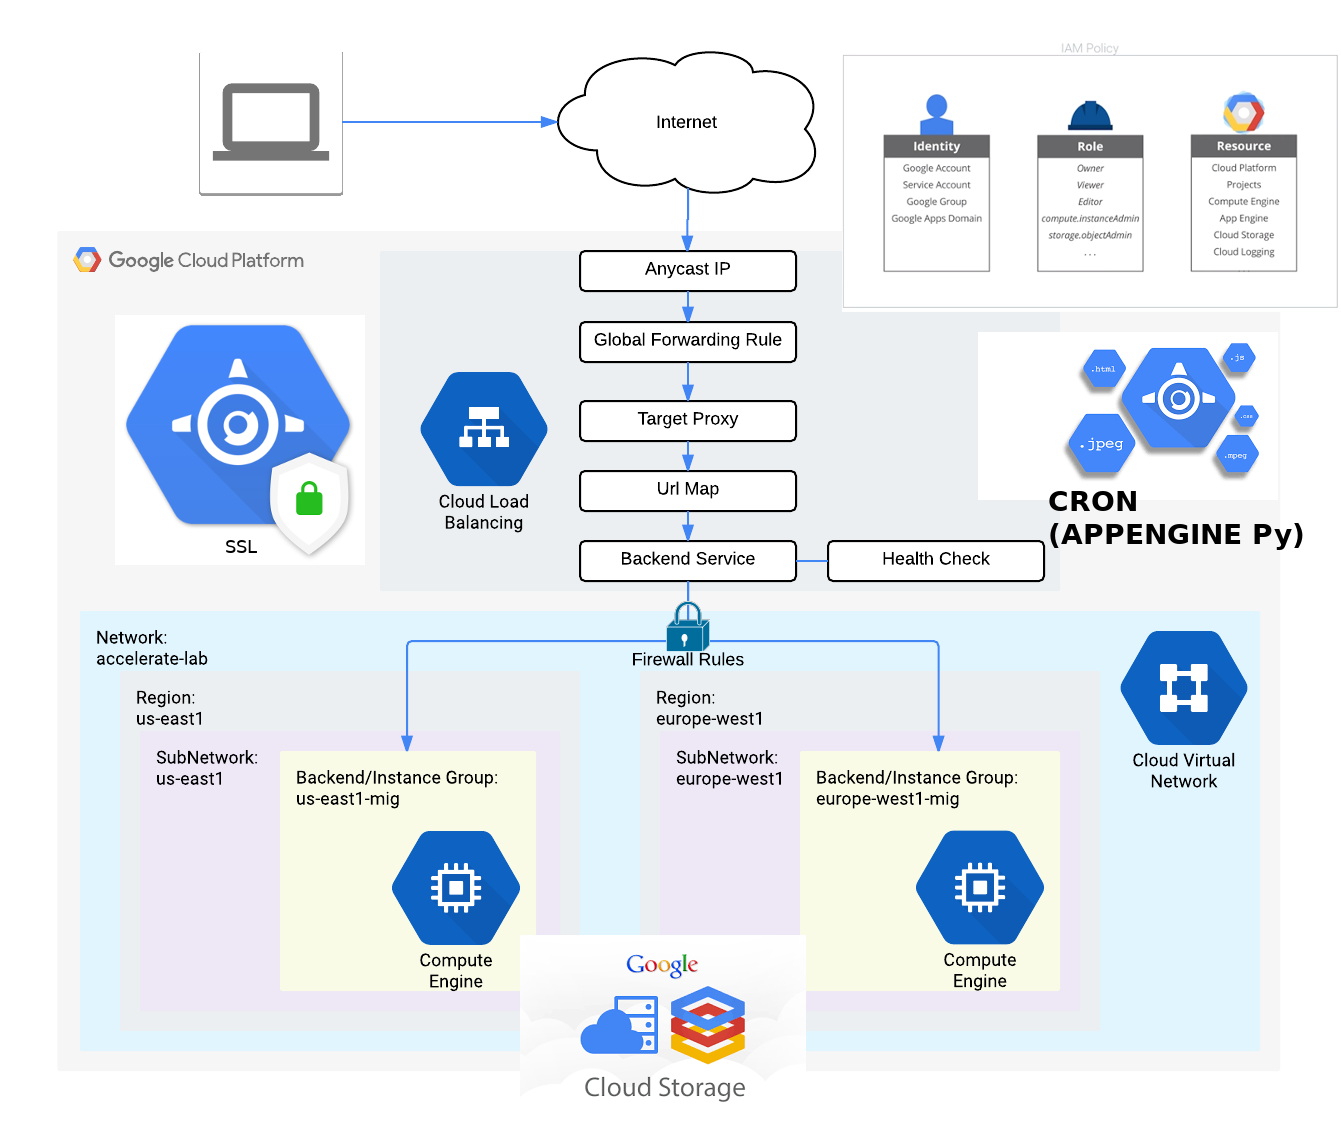 IAM Policy
Internet
Identity
Google Account
Service Account
Google Group
Google Apps Domain
Role
Owner
Viewer
Editor
compute.instanceAdmin
storage.objectAdmin
. . .
Resource
Cloud Platform
Projects
Compute Engine
App Engine
Cloud Storage
Cloud Logging
. . .
Google Cloud Platform
Anycast IP
Global Forwarding Rule
Target Proxy
Url Map
Backend Service
Health Check
Cloud Load
Balancing
SSL
.html
.js
.css
.jpeg
.mpeg
CRON
(APPENGINE Py)
Firewall Rules
Network:
accelerate-lab
Region:
us-east1
SubNetwork:
us-east1
Backend/Instance Group:
us-east1-mig
Compute
Engine
Region:
europe-west1
SubNetwork:
europe-west1
Backend/Instance Group:
europe-west1-mig
Compute
Engine
Cloud Virtual
Network
Google
Cloud Storage